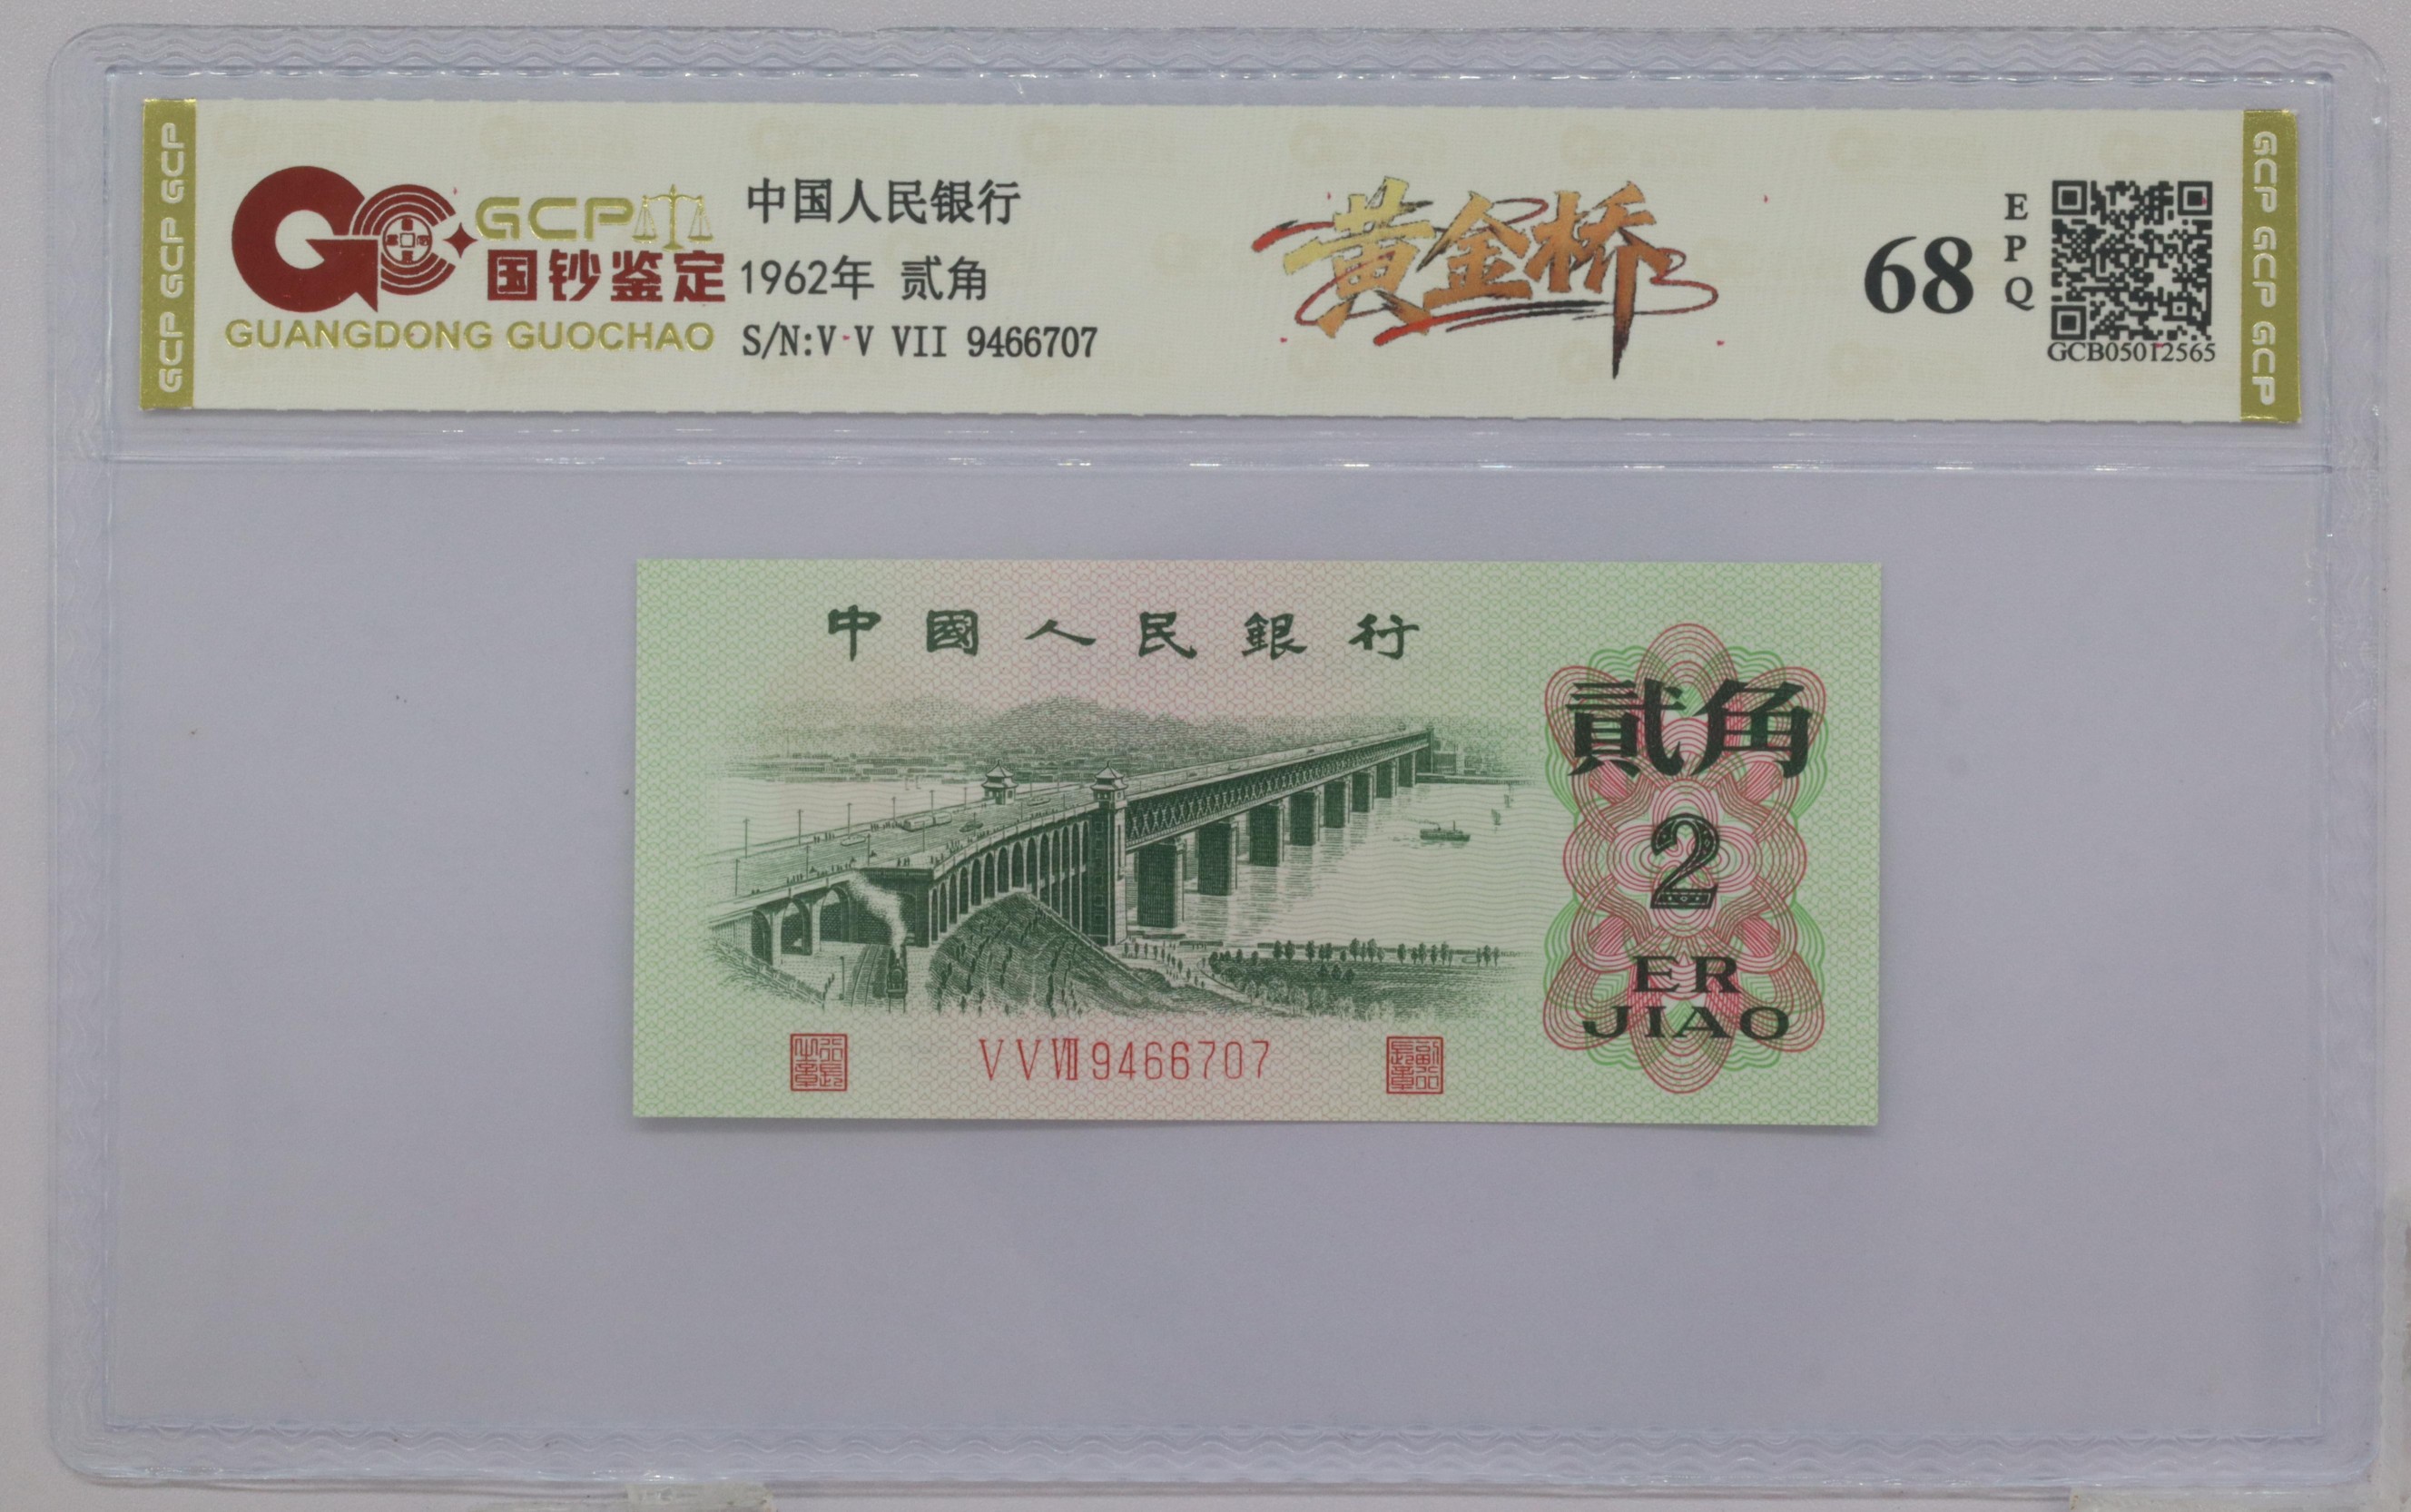 GCP GCP GCP
GCP
国钞鉴定
GUANGDONG GUOCHAO
中国人民银行
1962年 贰角
S/N:V V VII 9466707
黄金桥
68
EPQ
GCB05012565
GCP GCP GCP
中國人民銀行
貳角
2
ER
JIAO
V V VII 9466707